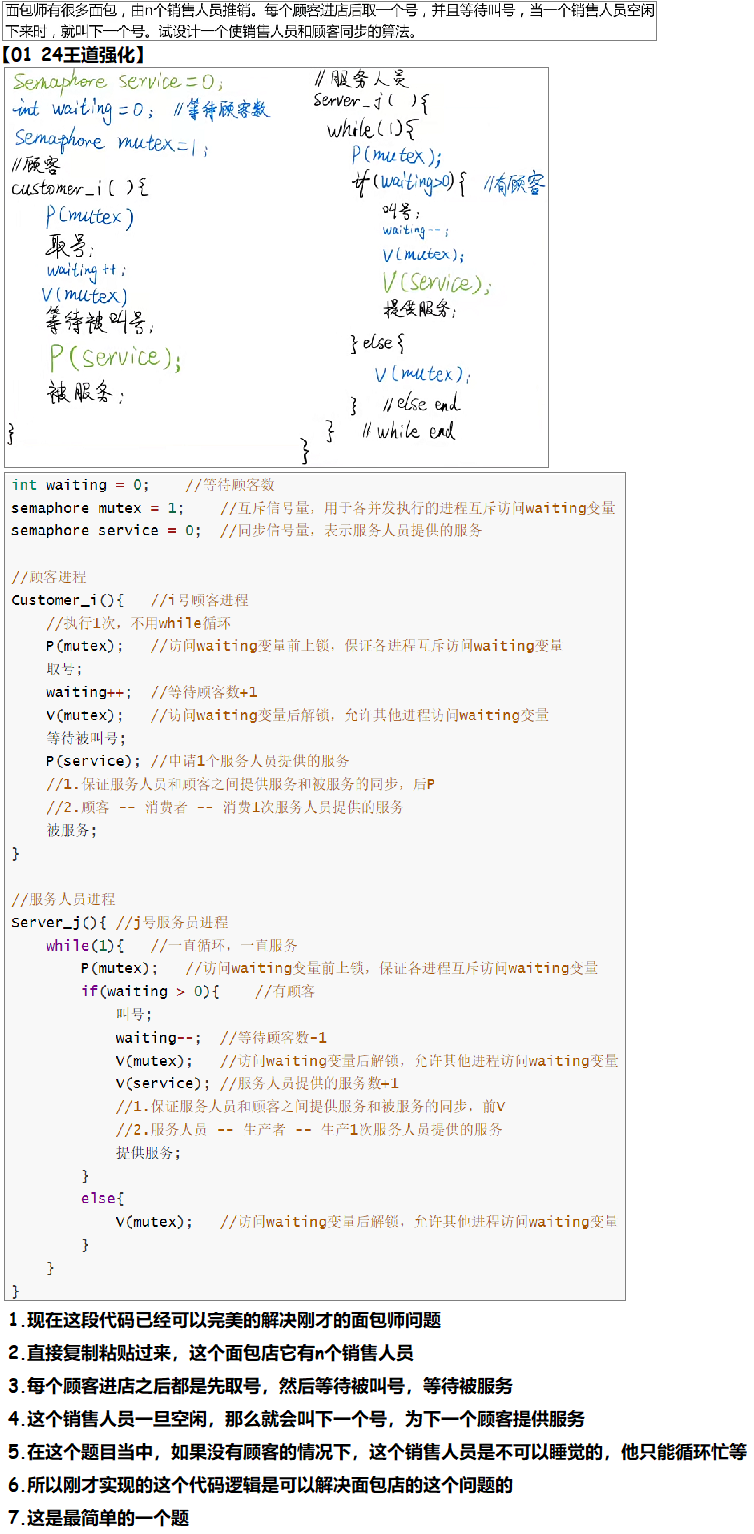 面包师有很多面包，由n个销售人员推销。每个顾客进店后取一个号，并且等待叫号，当一个销售人员空闲
下来时，就叫下一个号。试设计一个使销售人员和顾客同步的算法。
【01 24王道强化】
Semaphore service=0;
int waiting=0; //等待顾客数
Semaphore mutex=1;
//顾客
customer_i( ){
P(mutex)
取号;
waiting++;
V(mutex)
等待被叫号;
P(service);
被服务;
}
//服务人员
Server_j( ){
while(1){
P(mutex);
if(waiting>0){ //有顾客
叫号;
waiting--;
V(mutex);
V(service);
提供服务;
}else{
V(mutex);
} //else end
} //while end
}
int waiting = 0; //等待顾客数
semaphore mutex = 1; //互斥信号量，用于各并发执行的进程互斥访问waiting变量
semaphore service = 0; //同步信号量，表示服务人员提供的服务
//顾客进程
Customer_i(){ //i号顾客进程
//执行1次，不用while循环
P(mutex); //访问waiting变量前上锁，保证各进程互斥访问waiting变量
取号;
waiting++; //等待顾客数+1
V(mutex); //访问waiting变量后解锁，允许其他进程访问waiting变量
等待被叫号;
P(service); //申请1个服务人员提供的服务
//1.保证服务人员和顾客之间提供服务和被服务的同步，后P
//2.顾客 -- 消费者 -- 消费1次服务人员提供的服务
被服务;
}
//服务人员进程
Server_j(){ //j号服务员进程
while(1){ //一直循环，一直服务
P(mutex); //访问waiting变量前上锁，保证各进程互斥访问waiting变量
if(waiting > 0){ //有顾客
叫号;
waiting--; //等待顾客数-1
V(mutex); //访问waiting变量后解锁，允许其他进程访问waiting变量
V(service); //服务人员提供的服务数+1
//1.保证服务人员和顾客之间提供服务和被服务的同步，前V
//2.服务人员 -- 生产者 -- 生产1次服务人员提供的服务
提供服务;
}
else{
V(mutex); //访问waiting变量后解锁，允许其他进程访问waiting变量
}
}
}
1.现在这段代码已经可以完美的解决刚才的面包师问题
2.直接复制粘贴过来，这个面包店它有n个销售人员
3.每个顾客进店之后都是先取号，然后等待被叫号，等待被服务
4.这个销售人员一旦空闲，那么就会叫下一个号，为下一个顾客提供服务
5.在这个题目当中，如果没有顾客的情况下，这个销售人员是不可以睡觉的，他只能循环忙等
6.所以刚才实现的这个代码逻辑是可以解决面包店的这个问题的
7.这是最简单的一个题